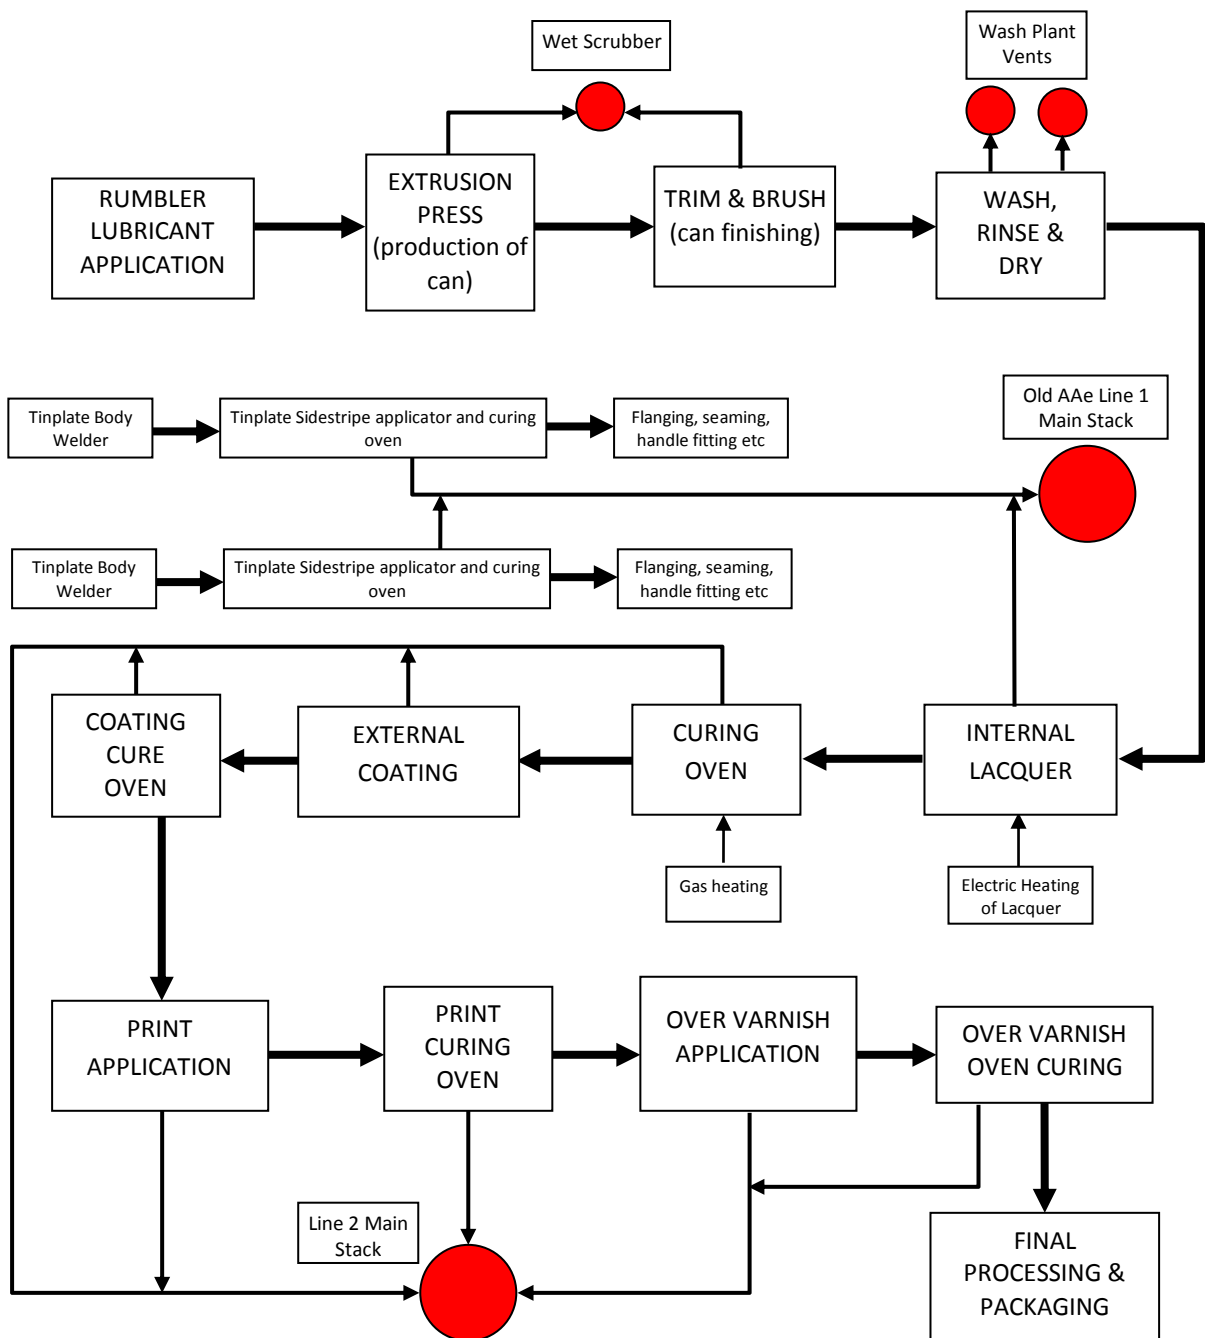 Wet Scrubber
Wash Plant
Vents
RUMBLER
LUBRICANT
APPLICATION
EXTRUSION
PRESS
(production of
can)
TRIM & BRUSH
(can finishing)
WASH,
RINSE &
DRY
Old AAe Line 1
Main Stack
Tinplate Body
Welder
Tinplate Sidestripe applicator and curing
oven
Flanging, seaming,
handle fitting etc
Tinplate Body
Welder
Tinplate Sidestripe applicator and curing
oven
Flanging, seaming,
handle fitting etc
COATING
CURE
OVEN
EXTERNAL
COATING
CURING
OVEN
INTERNAL
LACQUER
Gas heating
Electric Heating
of Lacquer
PRINT
APPLICATION
PRINT
CURING
OVEN
OVER VARNISH
APPLICATION
OVER VARNISH
OVEN CURING
Line 2 Main
Stack
FINAL
PROCESSING &
PACKAGING